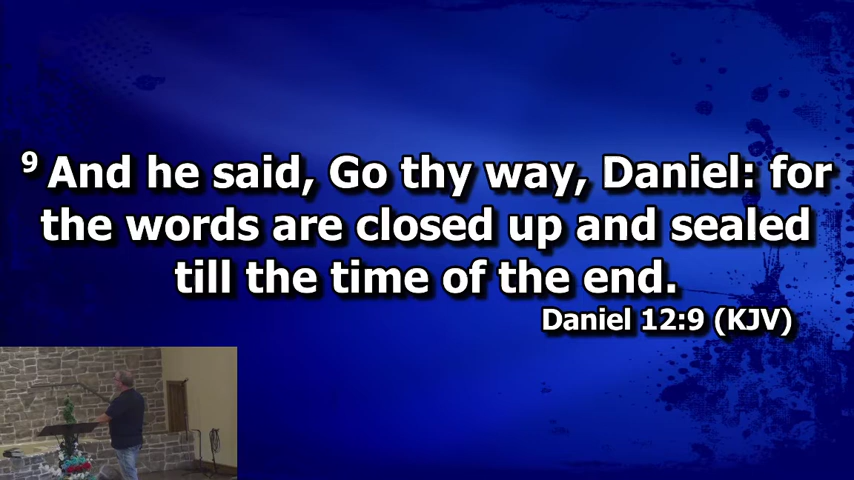 9 And he said, Go thy way, Daniel: for
the words are closed up and sealed
till the time of the end.
Daniel 12:9 (KJV)